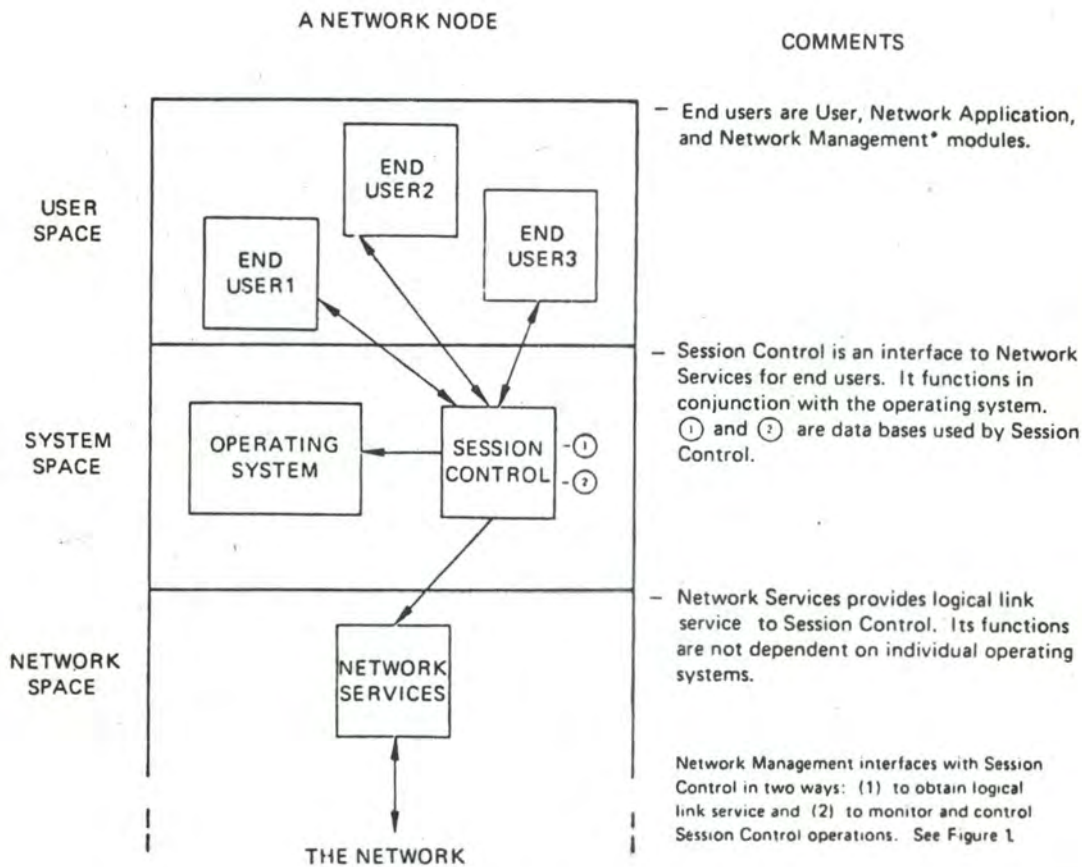 A NETWORK NODE
COMMENTS
USER
SPACE
END
USER1
END
USER2
END
USER3
– End users are User, Network Application,
and Network Management* modules.
SYSTEM
SPACE
OPERATING
SYSTEM
SESSION
CONTROL
-①
-②
– Session Control is an interface to Network
Services for end users. It functions in
conjunction with the operating system.
① and ② are data bases used by Session
Control.
NETWORK
SPACE
NETWORK
SERVICES
– Network Services provides logical link
service to Session Control. Its functions
are not dependent on individual operating
systems.
Network Management interfaces with Session
Control in two ways: (1) to obtain logical
link service and (2) to monitor and control
Session Control operations. See Figure 1.
THE NETWORK